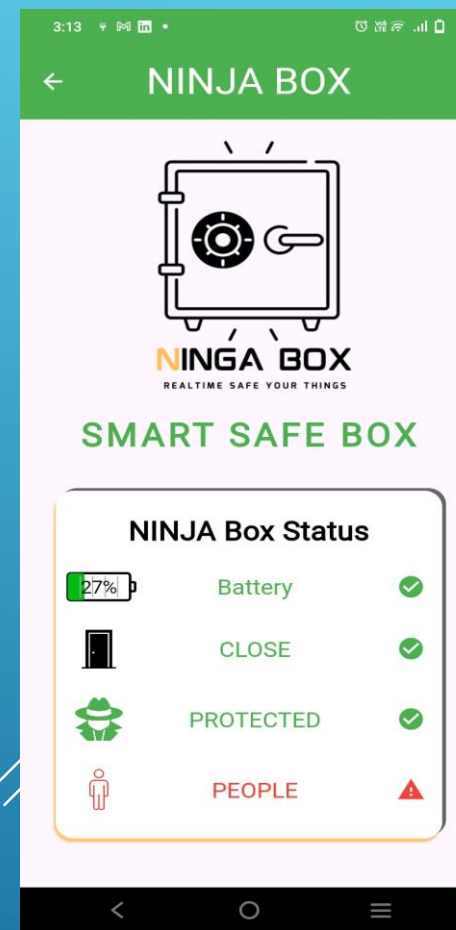 3:13
NINJA BOX
NINGA BOX
REALTIME SAFE YOUR THINGS
SMART SAFE BOX
NINJA Box Status
27% Battery
CLOSE
PROTECTED
PEOPLE